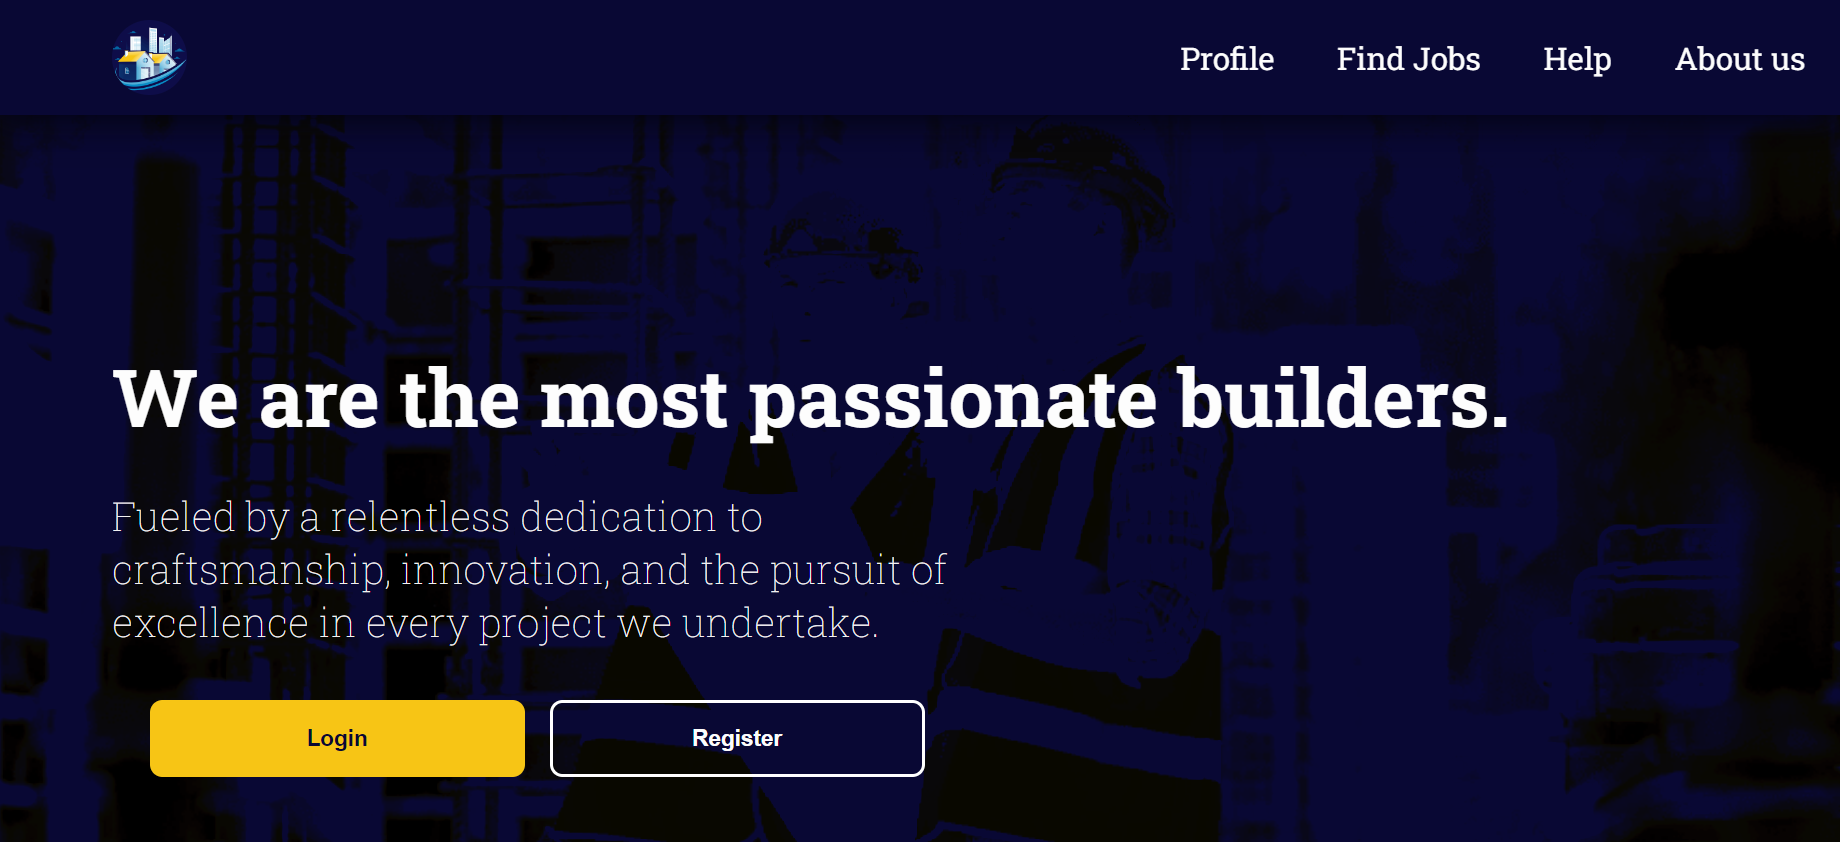 Profile Find Jobs Help About us
We are the most passionate builders.
Fueled by a relentless dedication to
craftsmanship, innovation, and the pursuit of
excellence in every project we undertake.
Login Register